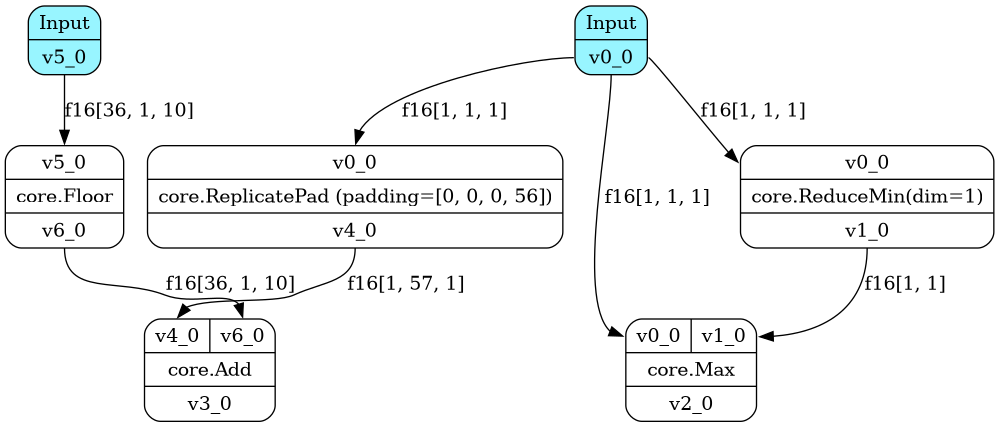 Input
v5_0
Input
v0_0
f16[36, 1, 10]
f16[1, 1, 1]
f16[1, 1, 1]
v5_0
core.Floor
v6_0
v0_0
core.ReplicatePad (padding=[0, 0, 0, 56])
v4_0
f16[1, 1, 1]
v0_0
core.ReduceMin(dim=1)
v1_0
f16[36, 1, 10]
f16[1, 57, 1]
f16[1, 1]
v4_0
v6_0
core.Add
v3_0
v0_0
v1_0
core.Max
v2_0